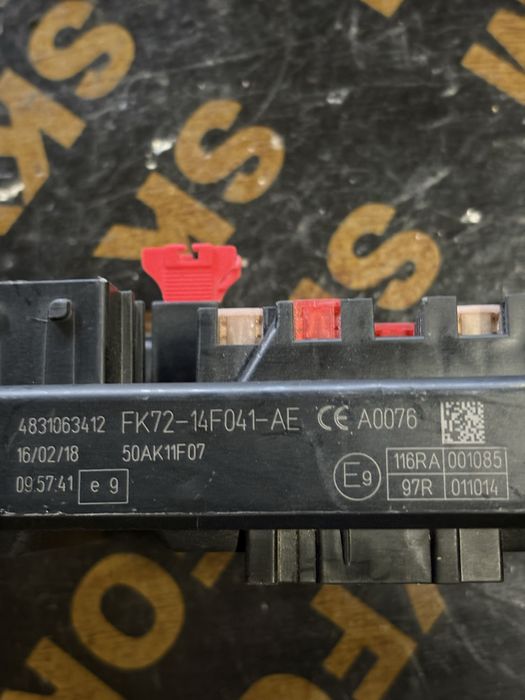 4831063412 FK72-14F041-AE CE A0076
16/02/18 50AK11F07
09.57:41 e 9
E9
116RA 001085
97R 011014